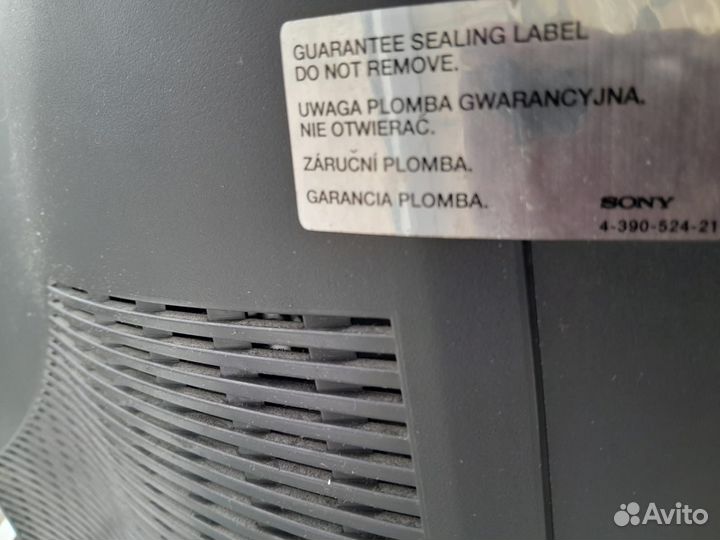 GUARANTEE SEALING LABEL
DO NOT REMOVE.
UWAGA PLOMBA GWARANCYJNA.
NIE OTWIERAĆ.
ZÁRUČNÍ PLOMBA.
GARANCIA PLOMBA.
SONY
4-390-524-21
Avito